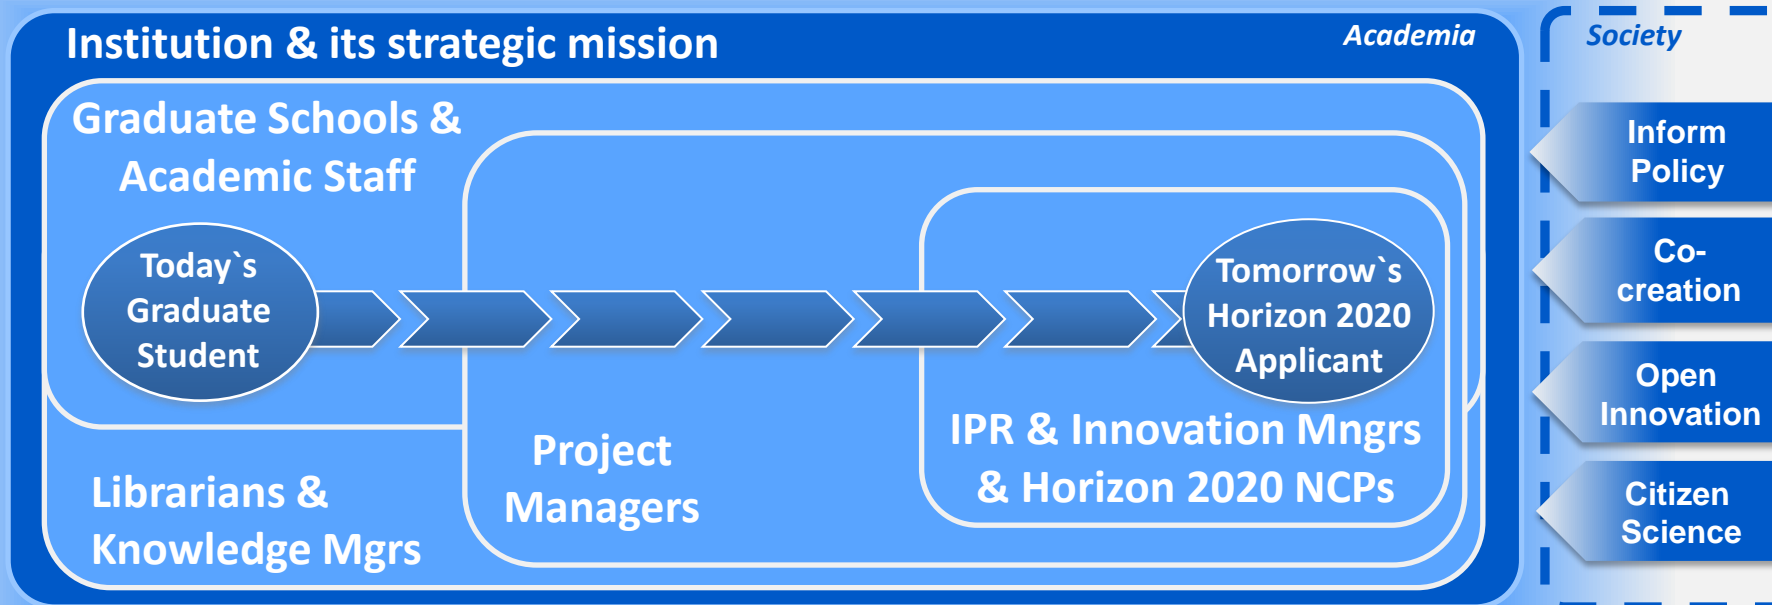 Institution & its strategic mission
Academia
Society
Graduate Schools &
Academic Staff
Today`s
Graduate
Student
Tomorrow`s
Horizon 2020
Applicant
IPR & Innovation Mngrs
& Horizon 2020 NCPs
Project
Managers
Librarians &
Knowledge Mgrs
Inform
Policy
Co-
creation
Open
Innovation
Citizen
Science